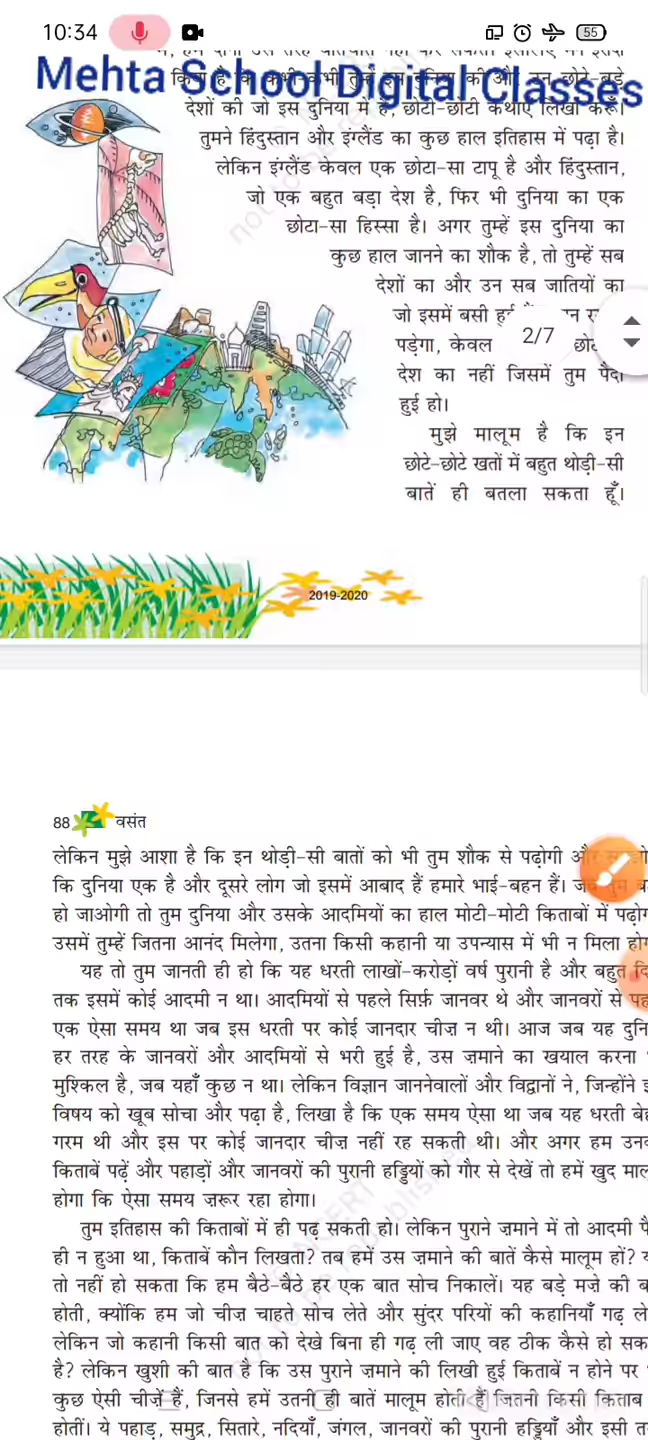 10:34
55
Mehta School Digital Classes
देशों की जो इस दुनिया में हैं, छोटी-छोटी कथाएँ लिखा करूँ।
तुमने हिंदुस्तान और इंग्लैंड का कुछ हाल इतिहास में पढ़ा है।
लेकिन इंग्लैंड केवल एक छोटा-सा टापू है और हिंदुस्तान,
जो एक बहुत बड़ा देश है, फिर भी दुनिया का एक
छोटा-सा हिस्सा है। अगर तुम्हें इस दुनिया का
कुछ हाल जानने का शौक है, तो तुम्हें सब
देशों का और उन सब जातियों का
जो इसमें बसी
2/7
पड़ेगा, केवल
देश का नहीं जिसमें तुम पैदा
हुई हो।
मुझे मालूम है कि इन
छोटे-छोटे खतों में बहुत थोड़ी-सी
बातें ही बतला सकता हूँ।
2019-2020
88 वसंत
लेकिन मुझे आशा है कि इन थोड़ी-सी बातों को भी तुम शौक से पढ़ोगी
कि दुनिया एक है और दूसरे लोग जो इसमें आबाद हैं हमारे भाई-बहन हैं। तुम
हो जाओगी तो तुम दुनिया और उसके आदमियों का हाल मोटी-मोटी किताबों में
उसमें तुम्हें जितना आनंद मिलेगा, उतना किसी कहानी या उपन्यास में भी न मिला
यह तो तुम जानती ही हो कि यह धरती लाखों-करोड़ों वर्ष पुरानी है और बहुत
तक इसमें कोई आदमी न था। आदमियों से पहले सिर्फ़ जानवर थे और जानवरों से
एक ऐसा समय था जब इस धरती पर कोई जानदार चीज़ न थी। आज जब यह
हर तरह के जानवरों और आदमियों से भरी हुई है, उस ज़माने का खयाल करना
मुश्किल है, जब यहाँ कुछ न था। लेकिन विज्ञान जाननेवालों और विद्वानों ने, जिन्होंने
विषय को खूब सोचा और पढ़ा है, लिखा है कि एक समय ऐसा था जब यह धरती
गरम थी और इस पर कोई जानदार चीज़ नहीं रह सकती थी। और अगर हम
किताबें पढ़ें और पहाड़ों और जानवरों की पुरानी हड्डियों को गौर से देखें तो हमें खुद
होगा कि ऐसा समय ज़रूर रहा होगा।
तुम इतिहास की किताबों में ही पढ़ सकती हो। लेकिन पुराने ज़माने में तो आदमी
ही न हुआ था, किताबें कौन लिखता? तब हमें उस ज़माने की बातें कैसे मालूम हों?
तो नहीं हो सकता कि हम बैठे-बैठे हर एक बात सोच निकालें। यह बड़े मज़े की
होती, क्योंकि हम जो चीज़ चाहते सोच लेते और सुंदर परियों की कहानियाँ गढ़
लेकिन जो कहानी किसी बात को देखे बिना ही गढ़ ली जाए वह ठीक कैसे हो
है? लेकिन खुशी की बात है कि उस पुराने ज़माने की लिखी हुई किताबें न होने पर
कुछ ऐसी चीज़ें हैं, जिनसे हमें उतनी ही बातें मालूम होती हैं जितनी किसी किताब
होतीं। ये पहाड़, समुद्र, सितारे, नदियाँ, जंगल, जानवरों की पुरानी हड्डियाँ और इसी